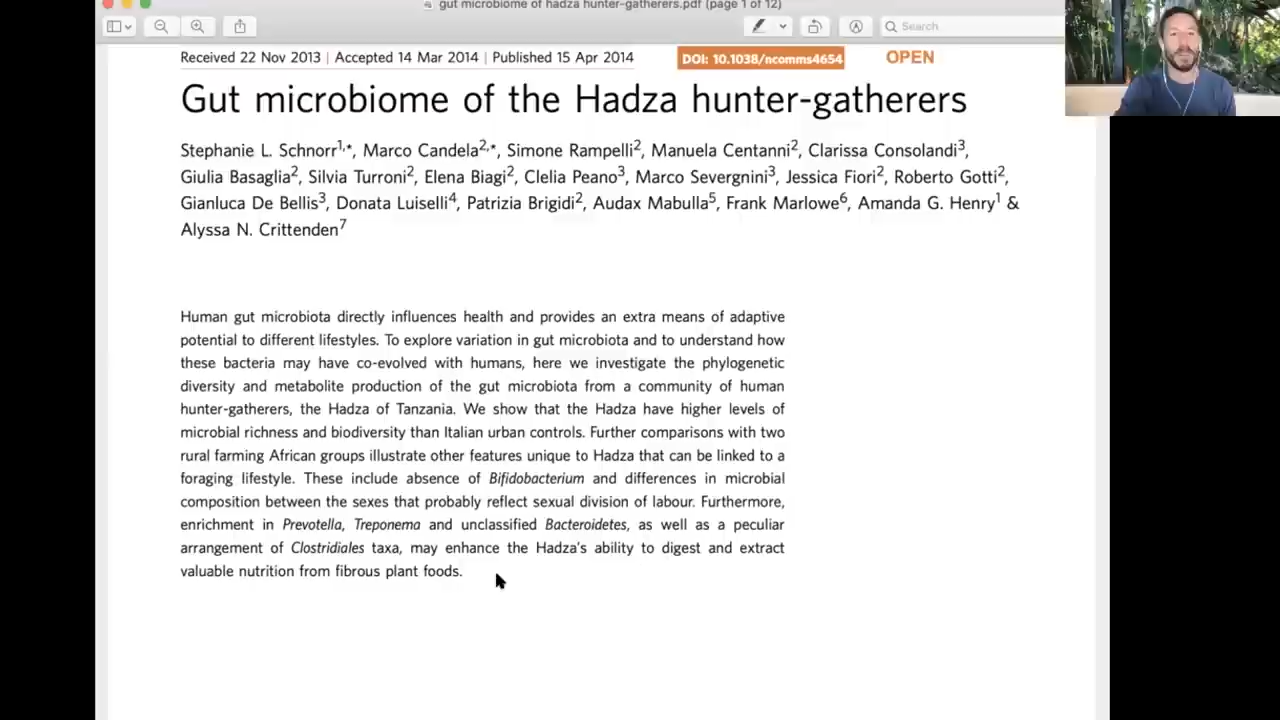 gut microbiome of hadza hunter-gatherers.pdf (page 1 of 12)
Search
Received 22 Nov 2013 | Accepted 14 Mar 2014 | Published 15 Apr 2014
DOI: 10.1038/ncomms4654
OPEN
Gut microbiome of the Hadza hunter-gatherers
Stephanie L. Schnorr1,*, Marco Candela2,*, Simone Rampelli2, Manuela Centanni2, Clarissa Consolandi3,
Giulia Basaglia2, Silvia Turroni2, Elena Biagi2, Clelia Peano3, Marco Severgnini3, Jessica Fiori2, Roberto Gotti2,
Gianluca De Bellis3, Donata Luiselli4, Patrizia Brigidi2, Audax Mabulla5, Frank Marlowe6, Amanda G. Henry1 &
Alyssa N. Crittenden7
Human gut microbiota directly influences health and provides an extra means of adaptive
potential to different lifestyles. To explore variation in gut microbiota and to understand how
these bacteria may have co-evolved with humans, here we investigate the phylogenetic
diversity and metabolite production of the gut microbiota from a community of human
hunter-gatherers, the Hadza of Tanzania. We show that the Hadza have higher levels of
microbial richness and biodiversity than Italian urban controls. Further comparisons with two
rural farming African groups illustrate other features unique to Hadza that can be linked to a
foraging lifestyle. These include absence of Bifidobacterium and differences in microbial
composition between the sexes that probably reflect sexual division of labour. Furthermore,
enrichment in Prevotella, Treponema and unclassified Bacteroidetes, as well as a peculiar
arrangement of Clostridiales taxa, may enhance the Hadza's ability to digest and extract
valuable nutrition from fibrous plant foods.